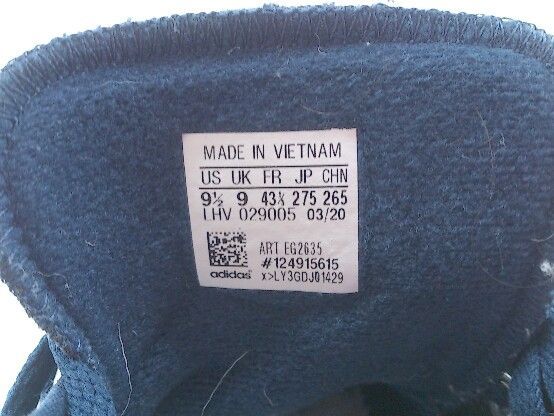 MADE IN VIETNAM
US UK FR JP CHN
9½ 9 43⅓ 275 265
LHV 029005 03/20
ART EG2635
#124915615
adidas x>LY3GDJ01429